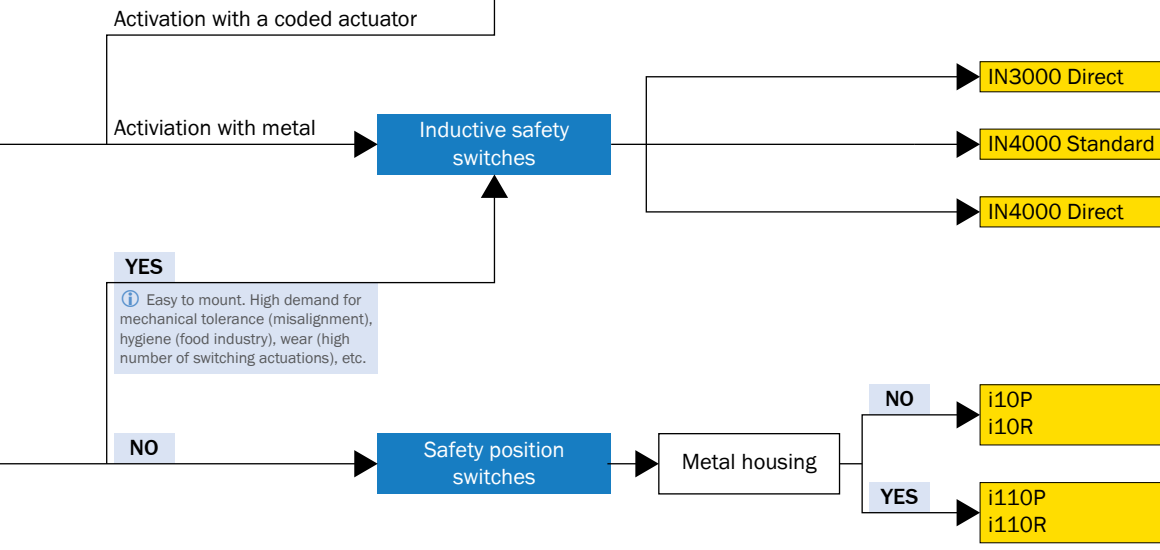 Activation with a coded actuator
IN3000 Direct
Activiation with metal
Inductive safety
switches
IN4000 Standard
IN4000 Direct
YES
Easy to mount. High demand for
mechanical tolerance (misalignment),
hygiene (food industry), wear (high
number of switching actuations), etc.
NO
Safety position
switches
Metal housing
NO
i10P
i10R
YES
i110P
i110R